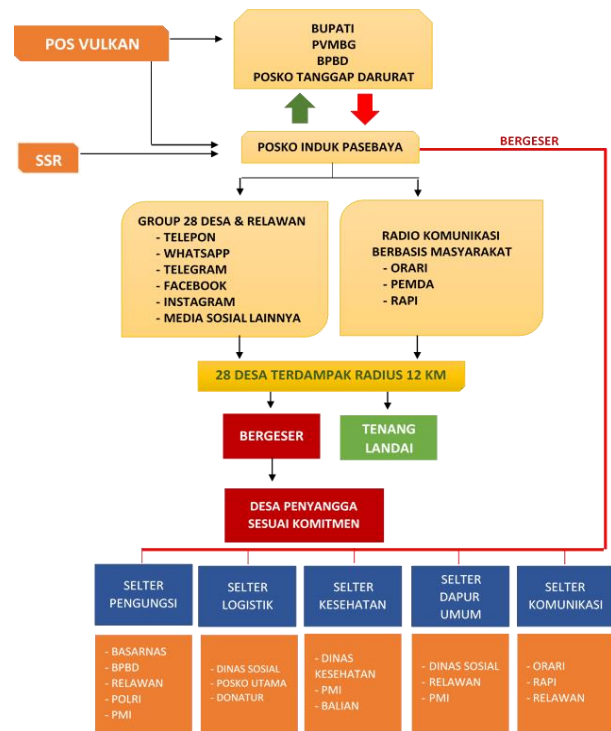 POS VULKAN
BUPATI
PVMBG
BPBD
POSKO TANGGAP DARURAT
SSR
POSKO INDUK PASEBAYA
BERGESER
GROUP 28 DESA & RELAWAN
- TELEPON
- WHATSAPP
- TELEGRAM
- FACEBOOK
- INSTAGRAM
- MEDIA SOSIAL LAINNYA
RADIO KOMUNIKASI
BERBASIS MASYARAKAT
- ORARI
- PEMDA
- RAPI
28 DESA TERDAMPAK RADIUS 12 KM
BERGESER
TENANG
LANDAI
DESA PENYANGGA
SESUAI KOMITMEN
SELTER
PENGUNGSI
SELTER
LOGISTIK
SELTER
KESEHATAN
SELTER
DAPUR
UMUM
SELTER
KOMUNIKASI
- BASARNAS
- BPBD
- RELAWAN
- POLRI
- PMI
- DINAS SOSIAL
- POSKO UTAMA
- DONATUR
- DINAS
KESEHATAN
- PMI
- BALIAN
- DINAS SOSIAL
- RELAWAN
- PMI
- ORARI
- RAPI
- RELAWAN